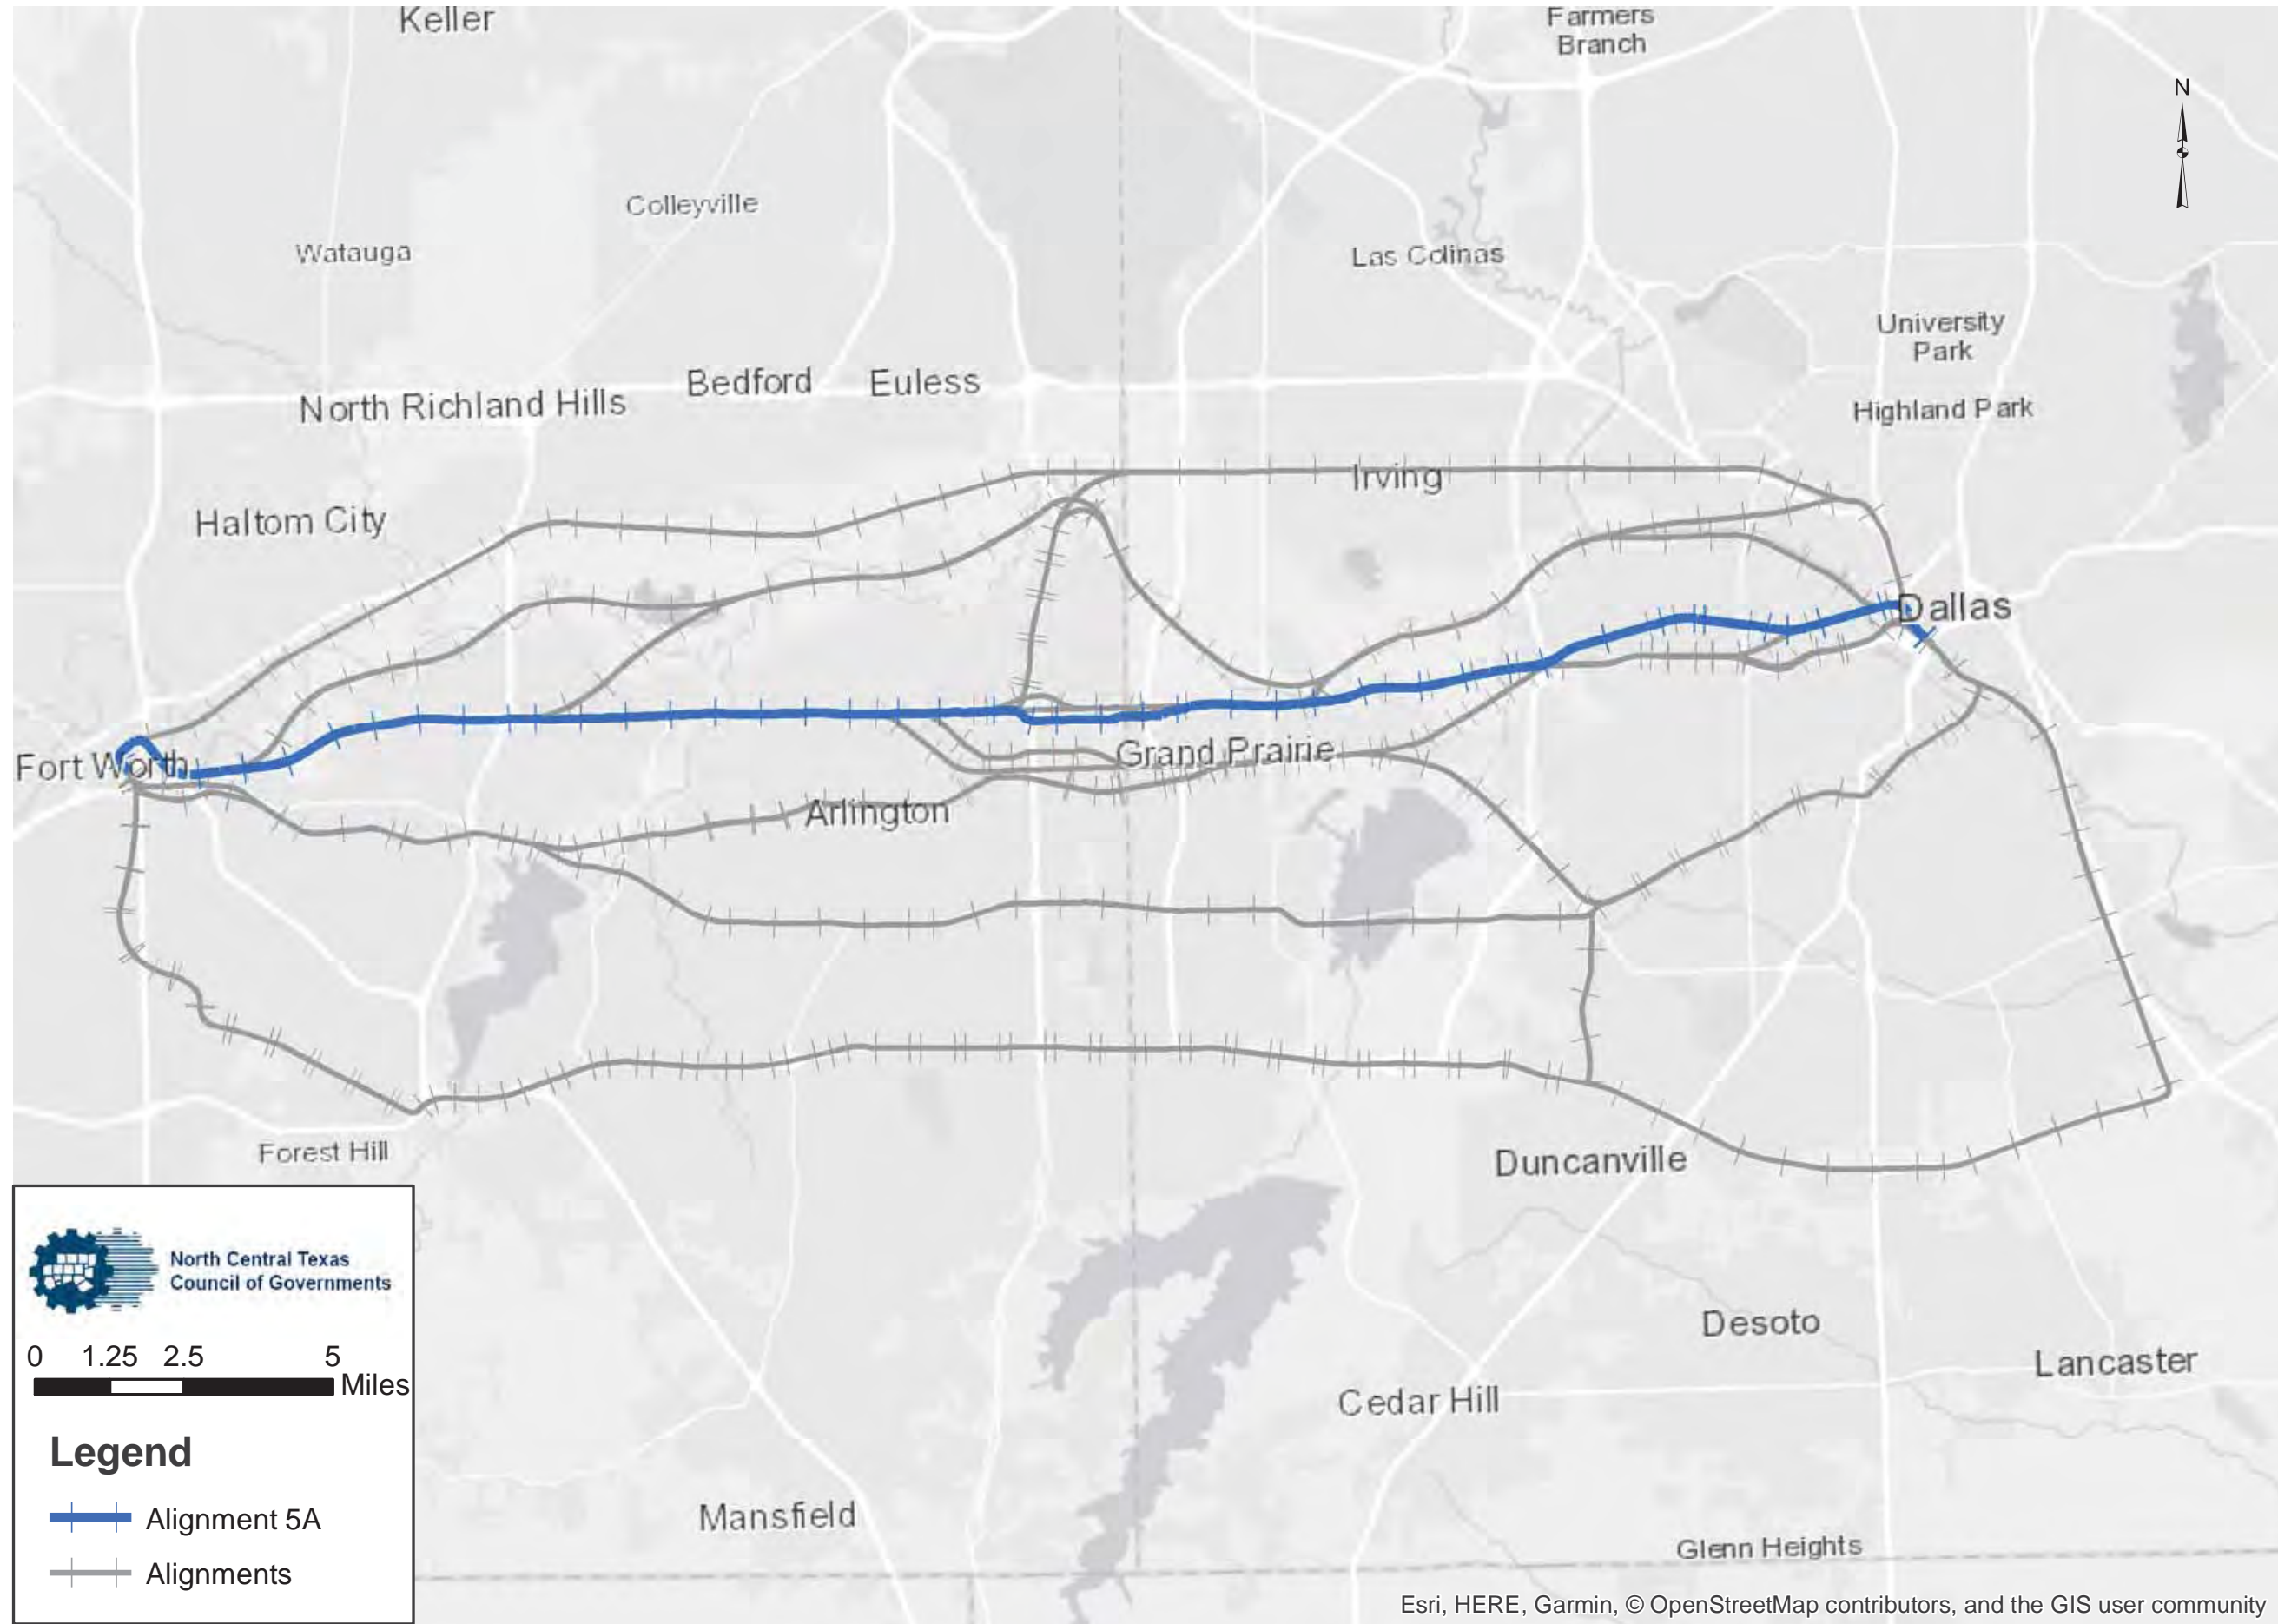 Keller
Farmers
Branch
N
Colleyville
Watauga
Las Colinas
University
Park
Bedford
Euless
North Richland Hills
Highland Park
Irving
Haltom City
Dallas
Grand Prairie
Fort Worth
Arlington
Forest Hill
Duncanville
North Central Texas
Council of Governments
0 1.25 2.5 5
Miles
Desoto
Lancaster
Cedar Hill
Legend
Alignment 5A
Mansfield
Glenn Heights
Alignments
Esri, HERE, Garmin, © OpenStreetMap contributors, and the GIS user community